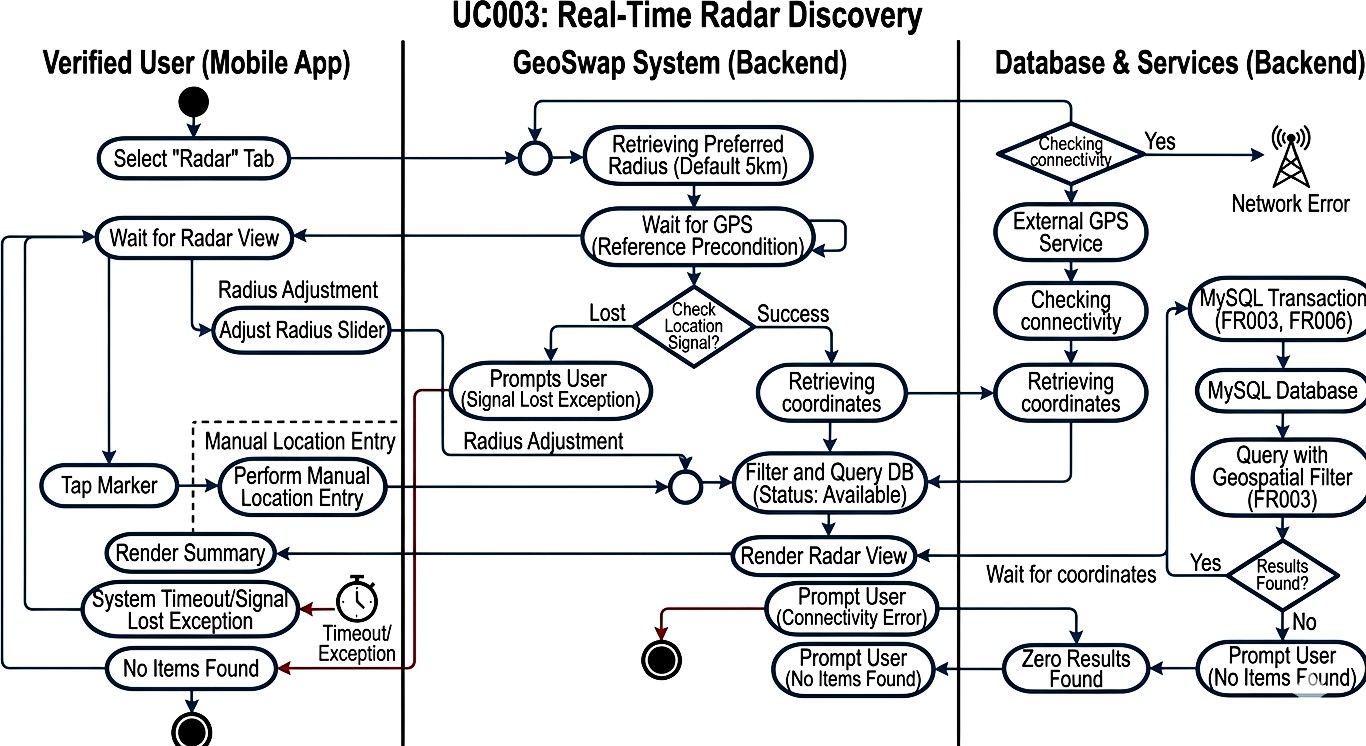 UC003: Real-Time Radar Discovery
Verified User (Mobile App)
GeoSwap System (Backend)
Database & Services (Backend)
Select "Radar" Tab
Retrieving Preferred
Radius (Default 5km)
Checking
connectivity
Yes
Network Error
Wait for Radar View
Wait for GPS
(Reference Precondition)
External GPS
Service
Radius Adjustment
Adjust Radius Slider
Lost
Check
Location
Signal?
Success
Checking
connectivity
MySQL Transaction
(FR003, FR006)
Prompts User
(Signal Lost Exception)
Retrieving
coordinates
Retrieving
coordinates
MySQL Database
Manual Location Entry
Radius Adjustment
Tap Marker
Perform Manual
Location Entry
Filter and Query DB
(Status: Available)
Query with
Geospatial Filter
(FR003)
Render Summary
Render Radar View
Wait for coordinates
Yes
Results
Found?
No
System Timeout/Signal
Lost Exception
Timeout/
Exception
Prompt User
(Connectivity Error)
No Items Found
Prompt User
(No Items Found)
Zero Results
Found
Prompt User
(No Items Found)